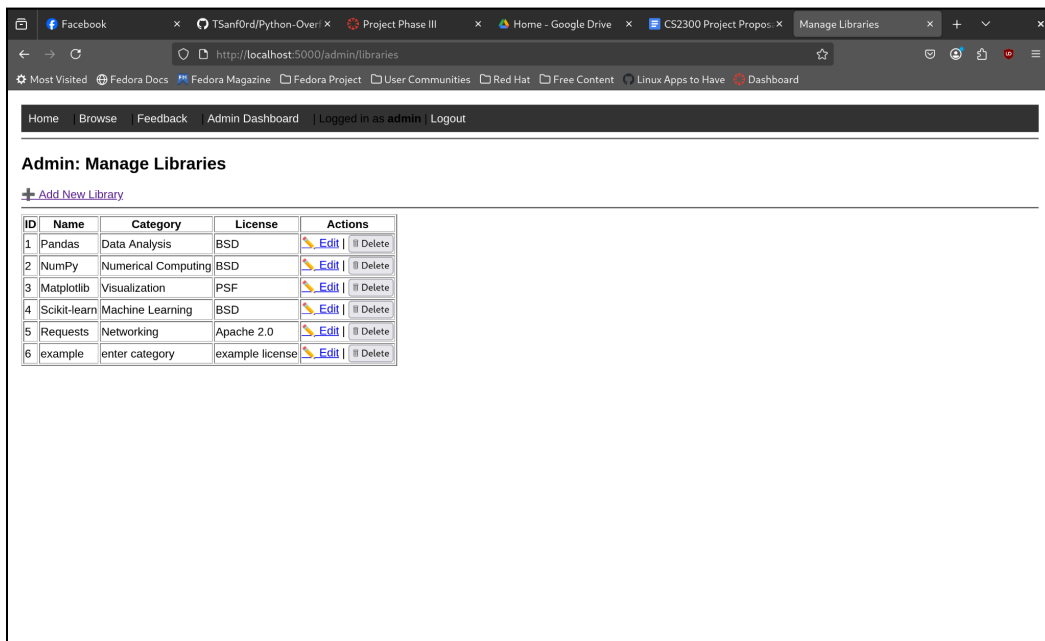 Facebook
TSanf0rd/Python-Overf
Project Phase III
Home - Google Drive
CS2300 Project Propos
Manage Libraries
http://localhost:5000/admin/libraries
Most Visited Fedora Docs Fedora Magazine Fedora Project User Communities Red Hat Free Content Linux Apps to Have Dashboard
Home | Browse | Feedback | Admin Dashboard | Logged in as admin | Logout
Admin: Manage Libraries
➕ Add New Library
ID Name Category License Actions
1 Pandas Data Analysis BSD ✏️ Edit | 🗑 Delete
2 NumPy Numerical Computing BSD ✏️ Edit | 🗑 Delete
3 Matplotlib Visualization PSF ✏️ Edit | 🗑 Delete
4 Scikit-learn Machine Learning BSD ✏️ Edit | 🗑 Delete
5 Requests Networking Apache 2.0 ✏️ Edit | 🗑 Delete
6 example enter category example license ✏️ Edit | 🗑 Delete